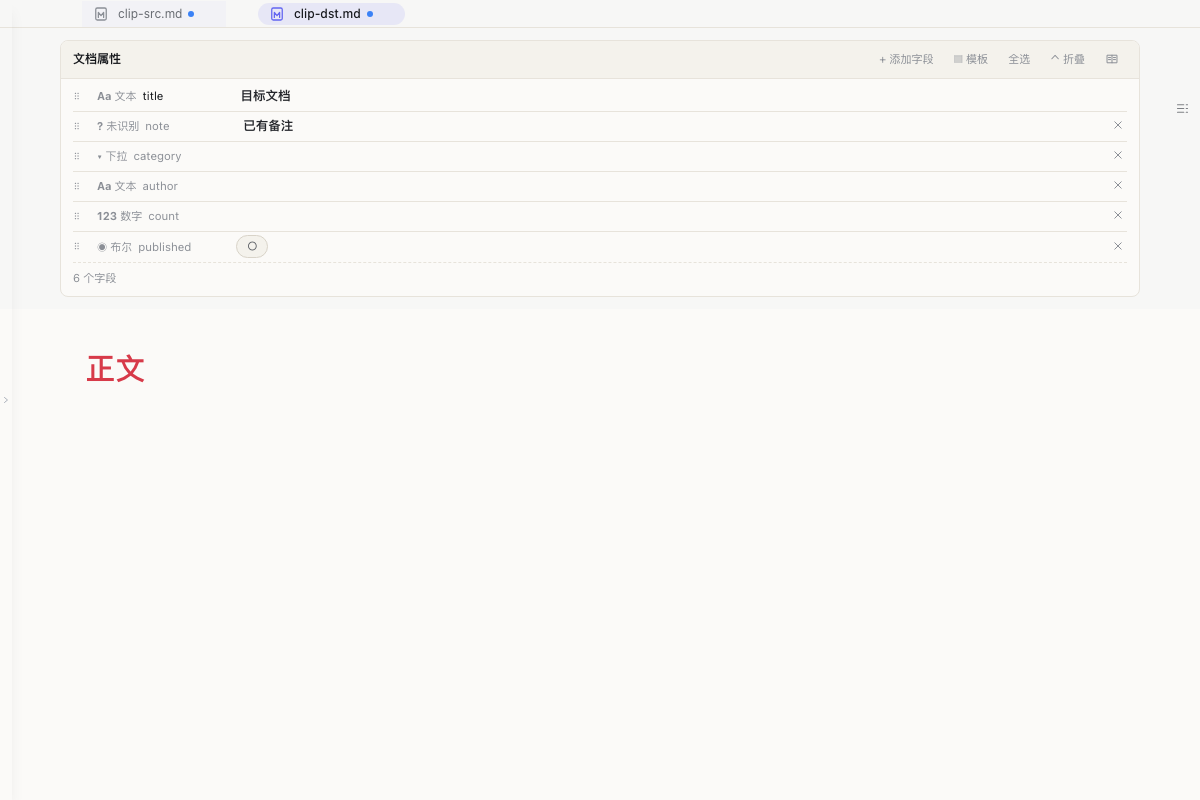 clip-src.md clip-dst.md
文档属性 + 添加字段 模板 全选 折叠
Aa 文本 title 目标文档
? 未识别 note 已有备注
下拉 category
Aa 文本 author
123 数字 count
布尔 published
6 个字段
正文